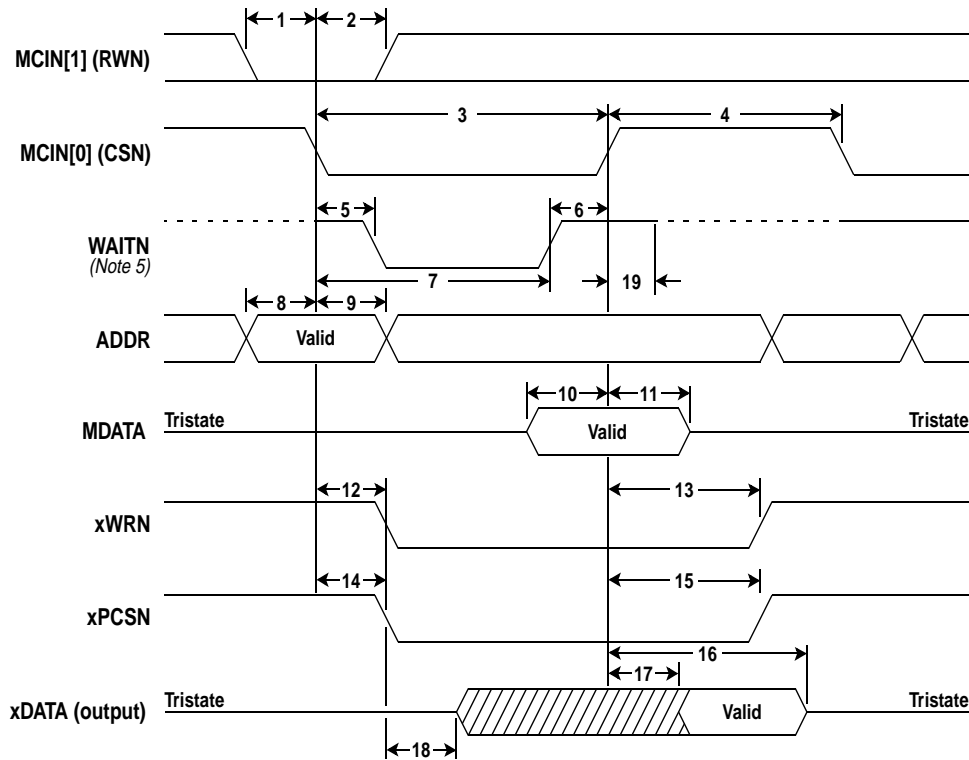 1 2
MCIN[1] (RWN)
3 4
MCIN[0] (CSN)
5 6
WAITN
(Note 5)
7 19
8 9
ADDR Valid
10 11
Tristate Tristate
MDATA Valid
12 13
xWRN
14 15
xPCSN
16
17
Tristate Tristate
xDATA (output) Valid
18